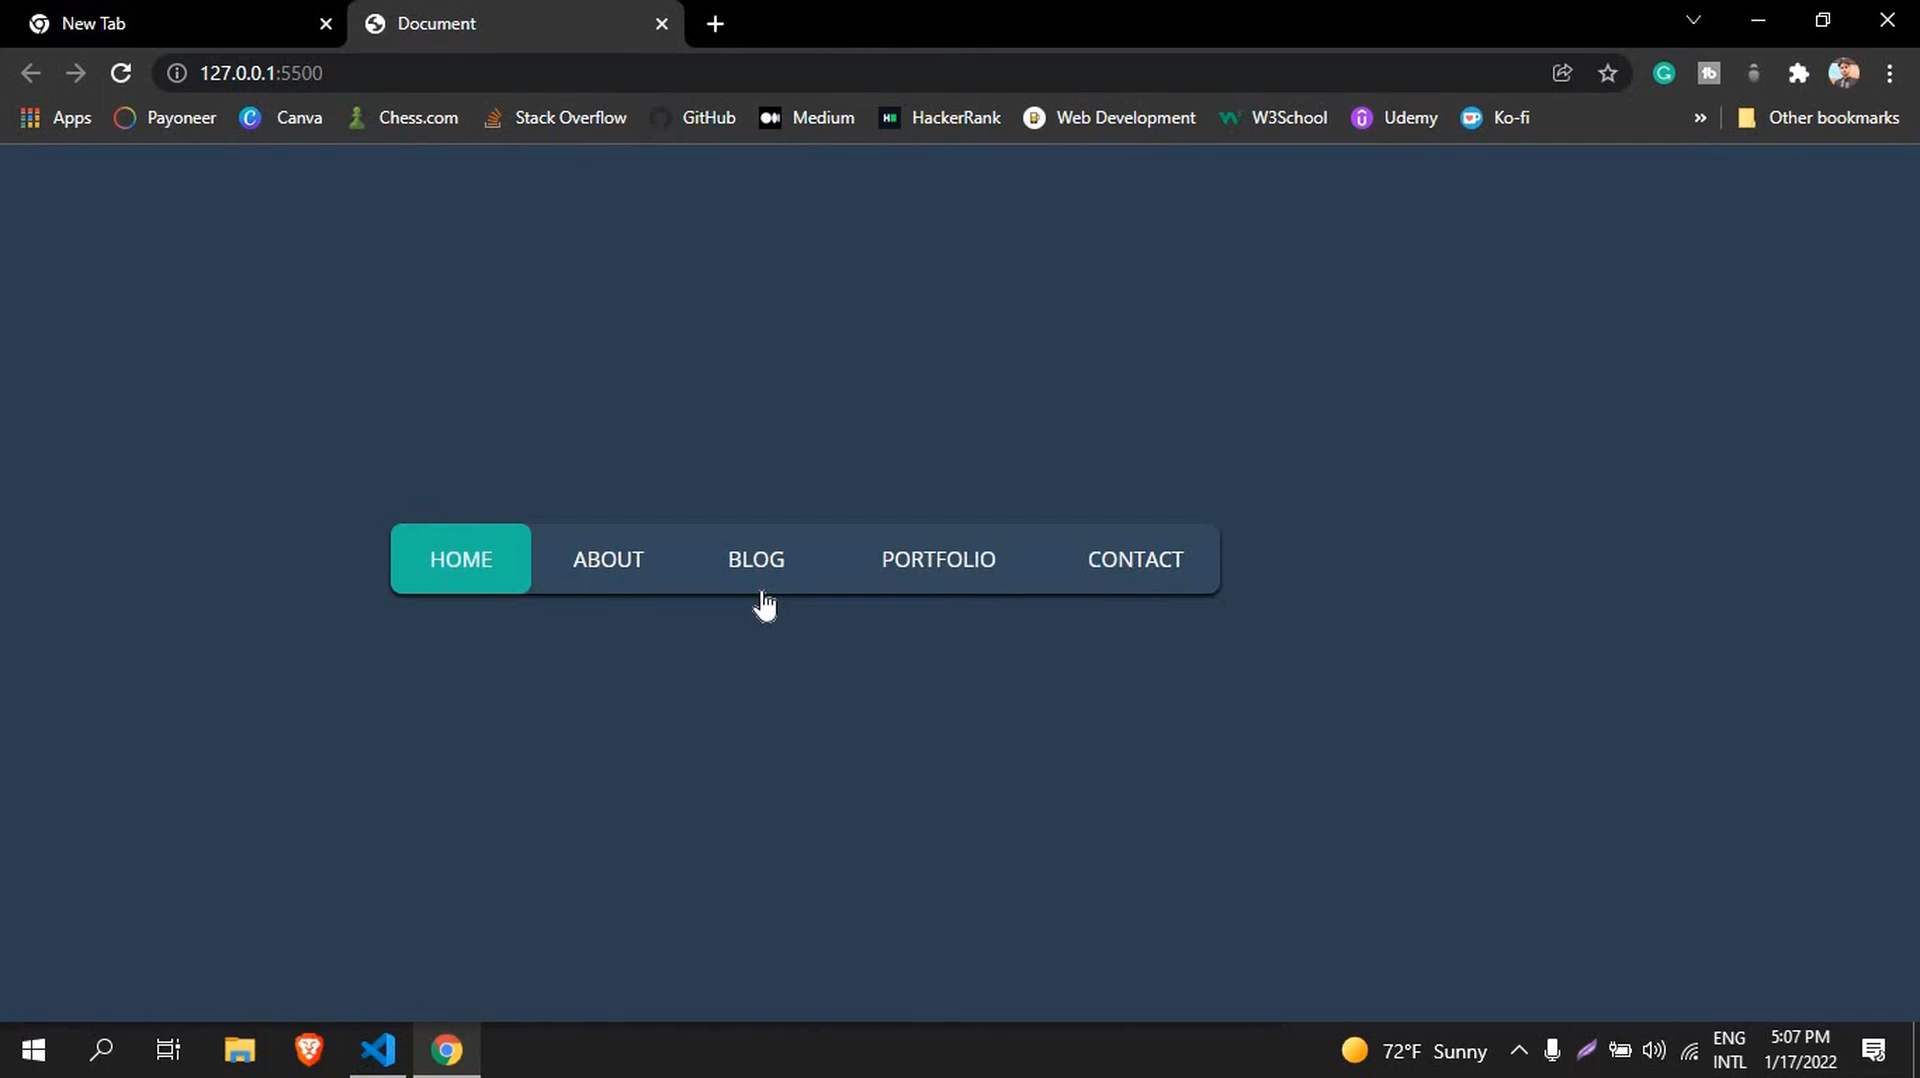 New Tab
Document
127.0.0.1:5500
Apps Payoneer Canva Chess.com Stack Overflow GitHub Medium HackerRank Web Development W3School Udemy Ko-fi » Other bookmarks
HOME ABOUT BLOG PORTFOLIO CONTACT
72°F Sunny
ENG
INTL
5:07 PM
1/17/2022